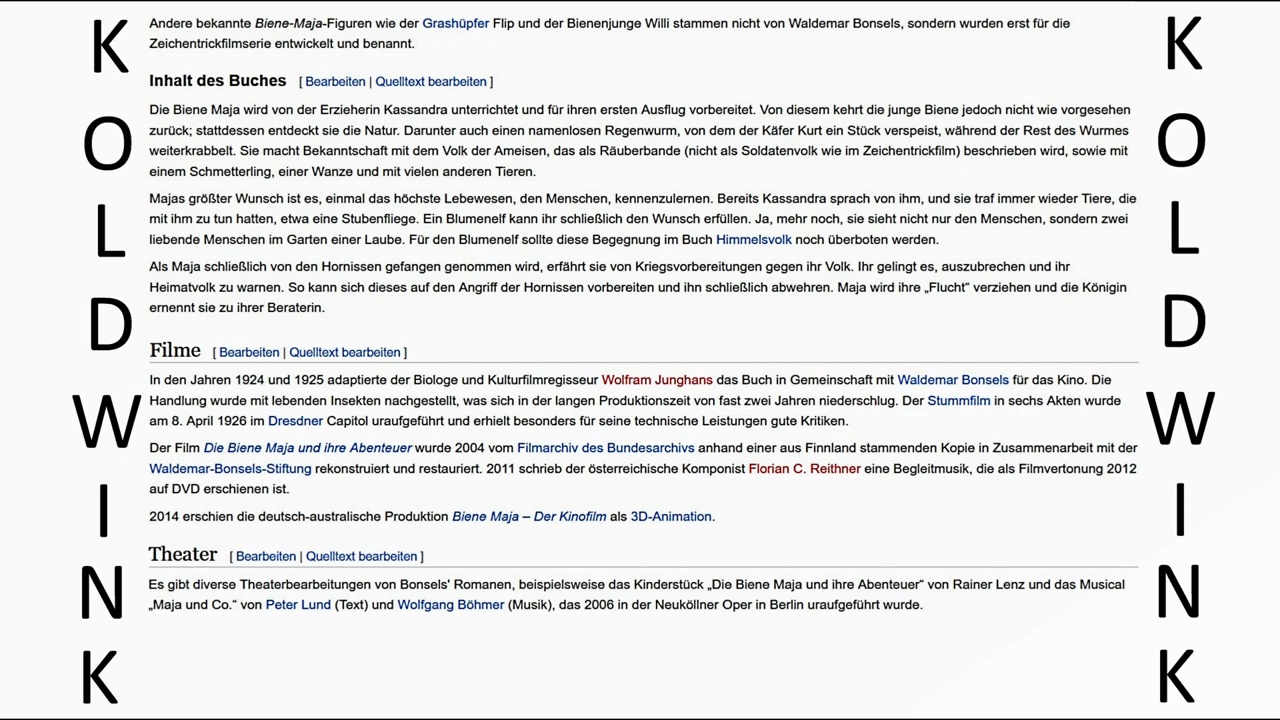 Andere bekannte Biene-Maja-Figuren wie der Grashüpfer Flip und der Bienenjunge Willi stammen nicht von Waldemar Bonsels, sondern wurden erst für die
Zeichentrickfilmserie entwickelt und benannt.
Inhalt des Buches [ Bearbeiten | Quelltext bearbeiten ]
Die Biene Maja wird von der Erzieherin Kassandra unterrichtet und für ihren ersten Ausflug vorbereitet. Von diesem kehrt die junge Biene jedoch nicht wie vorgesehen
zurück; stattdessen entdeckt sie die Natur. Darunter auch einen namenlosen Regenwurm, von dem der Käfer Kurt ein Stück verspeist, während der Rest des Wurmes
weiterkrabbelt. Sie macht Bekanntschaft mit dem Volk der Ameisen, das als Räuberbande (nicht als Soldatenvolk wie im Zeichentrickfilm) beschrieben wird, sowie mit
einem Schmetterling, einer Wanze und mit vielen anderen Tieren.
Majas größter Wunsch ist es, einmal das höchste Lebewesen, den Menschen, kennenzulernen. Bereits Kassandra sprach von ihm, und sie traf immer wieder Tiere, die
mit ihm zu tun hatten, etwa eine Stubenfliege. Ein Blumenelf kann ihr schließlich den Wunsch erfüllen. Ja, mehr noch, sie sieht nicht nur den Menschen, sondern zwei
liebende Menschen im Garten einer Laube. Für den Blumenelf sollte diese Begegnung im Buch Himmelsvolk noch überboten werden.
Als Maja schließlich von den Hornissen gefangen genommen wird, erfährt sie von Kriegsvorbereitungen gegen ihr Volk. Ihr gelingt es, auszubrechen und ihr
Heimatvolk zu warnen. So kann sich dieses auf den Angriff der Hornissen vorbereiten und ihn schließlich abwehren. Maja wird ihre „Flucht“ verziehen und die Königin
ernennt sie zu ihrer Beraterin.
Filme [ Bearbeiten | Quelltext bearbeiten ]
In den Jahren 1924 und 1925 adaptierte der Biologe und Kulturfilmregisseur Wolfram Junghans das Buch in Gemeinschaft mit Waldemar Bonsels für das Kino. Die
Handlung wurde mit lebenden Insekten nachgestellt, was sich in der langen Produktionszeit von fast zwei Jahren niederschlug. Der Stummfilm in sechs Akten wurde
am 8. April 1926 im Dresdner Capitol uraufgeführt und erhielt besonders für seine technische Leistungen gute Kritiken.
Der Film Die Biene Maja und ihre Abenteuer wurde 2004 vom Filmarchiv des Bundesarchivs anhand einer aus Finnland stammenden Kopie in Zusammenarbeit mit der
Waldemar-Bonsels-Stiftung rekonstruiert und restauriert. 2011 schrieb der österreichische Komponist Florian C. Reithner eine Begleitmusik, die als Filmvertonung 2012
auf DVD erschienen ist.
2014 erschien die deutsch-australische Produktion Biene Maja – Der Kinofilm als 3D-Animation.
Theater [ Bearbeiten | Quelltext bearbeiten ]
Es gibt diverse Theaterbearbeitungen von Bonsels' Romanen, beispielsweise das Kinderstück „Die Biene Maja und ihre Abenteuer“ von Rainer Lenz und das Musical
„Maja und Co.“ von Peter Lund (Text) und Wolfgang Böhmer (Musik), das 2006 in der Neuköllner Oper in Berlin uraufgeführt wurde.
KOLDWINK
KOLDWINK